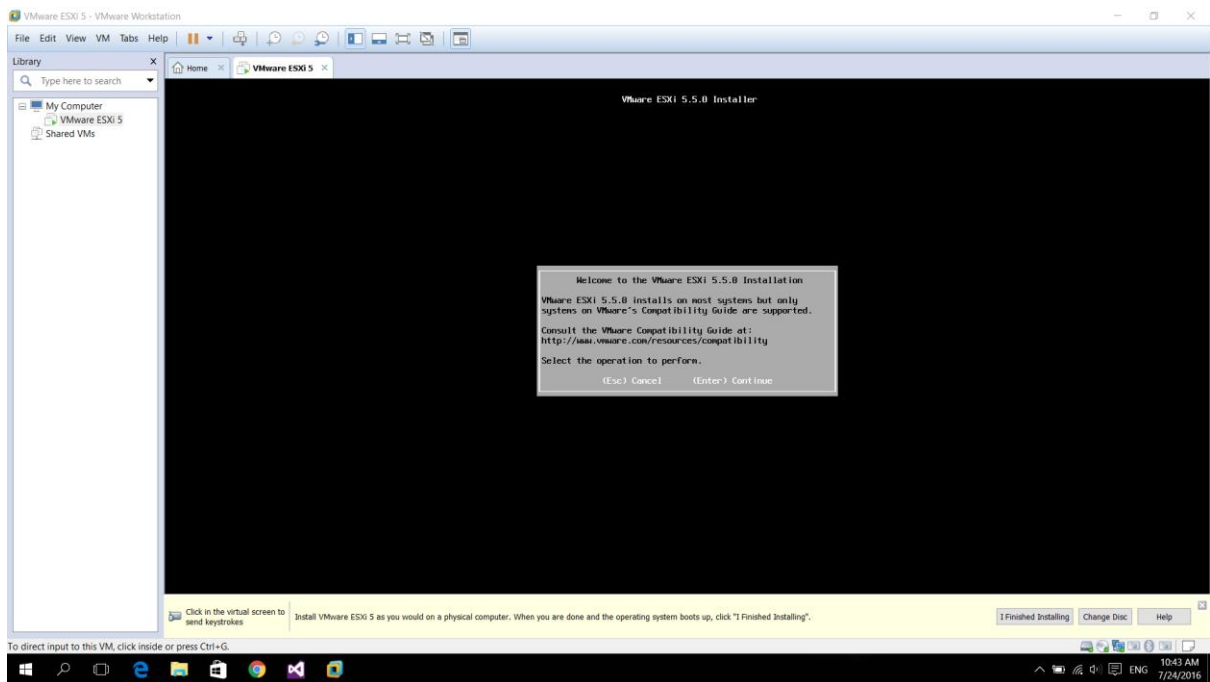 VMware ESXi 5 - VMware Workstation
File Edit View VM Tabs Help
Library X
Home VMware ESXi 5
Type here to search
My Computer
VMware ESXi 5
Shared VMs
VMware ESXi 5.5.0 Installer
Welcome to the VMware ESXi 5.5.0 Installation
VMware ESXi 5.5.0 installs on most systems but only
systems on VMware's Compatibility Guide are supported.
Consult the VMware Compatibility Guide at:
http://www.vmware.com/resources/compatibility
Select the operation to perform.
(Esc) Cancel (Enter) Continue
Click in the virtual screen to
send keystrokes
Install VMware ESXi 5 as you would on a physical computer. When you are done and the operating system boots up, click "I Finished Installing".
I Finished Installing Change Disc Help
To direct input to this VM, click inside or press Ctrl+G.
ENG
10:43 AM
7/24/2016